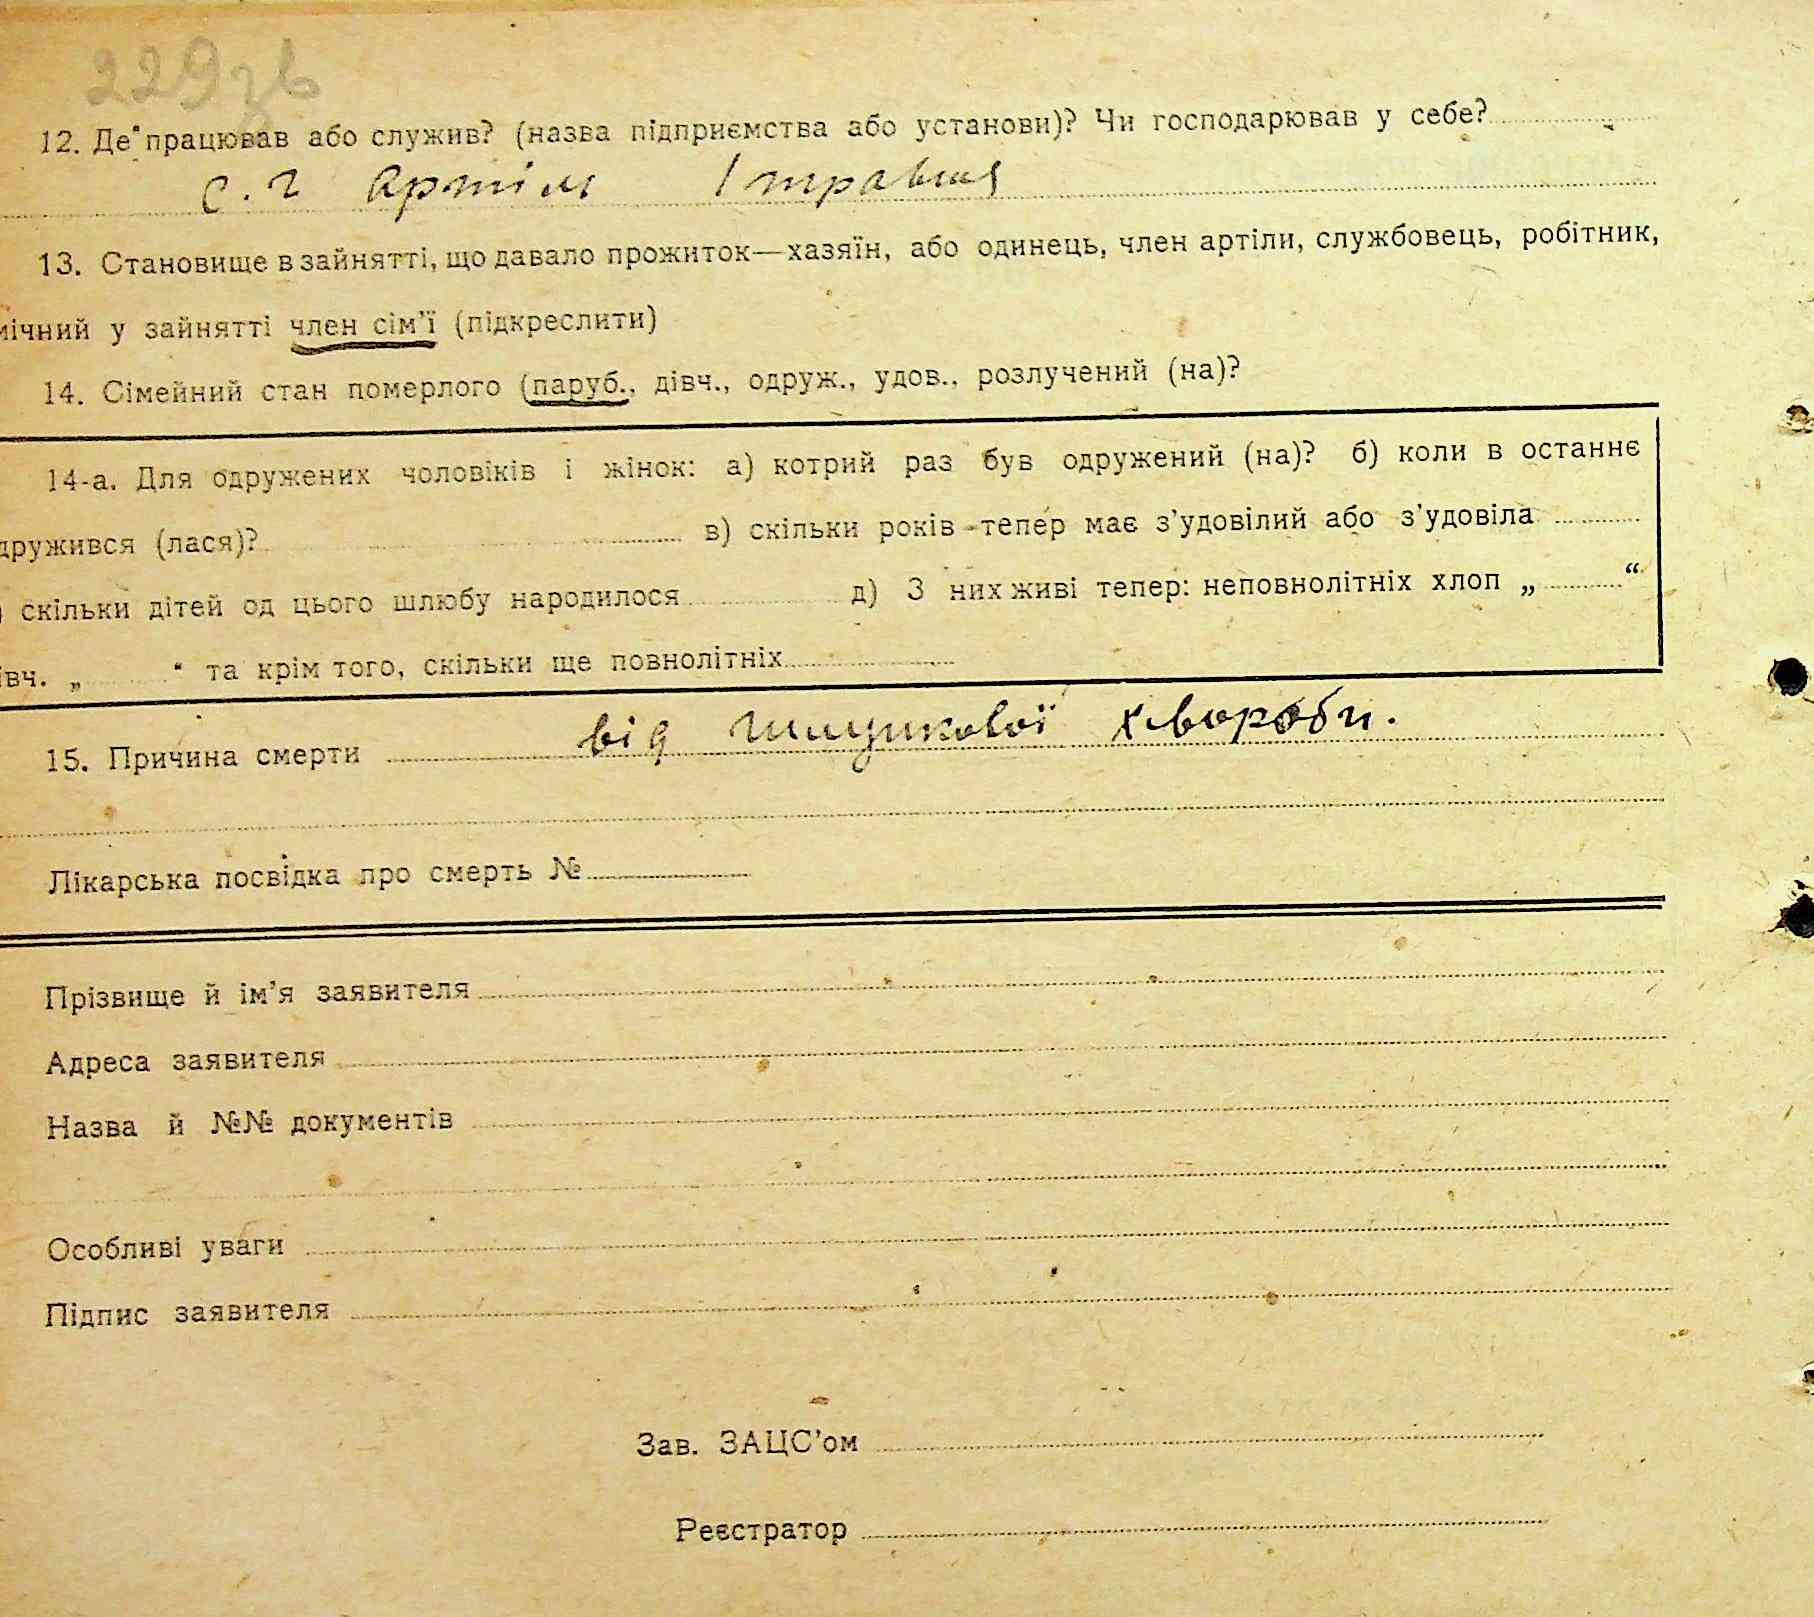 229зв
12. Де працював або служив? (назва підприємства або установи)? Чи господарював у себе?
с. г артіли 1 травня
13. Становище в зайнятті, що давало прожиток—хазяїн, або одинець, член артіли, службовець, робітник,
мічний у зайнятті член сім’ї (підкреслити)
14. Сімейний стан померлого (паруб., дівч., одруж., удов., розлучений (на)?
14-а. Для одружених чоловіків і жінок: а) котрий раз був одружений (на)? б) коли в останнє
дружився (лася)? в) скільки років тепер має з’удовілий або з’удовіла
) скільки дітей од цього шлюбу народилося д) З них живі тепер: неповнолітніх хлоп „ “
івч. „ “ та крім того, скільки ще повнолітніх
15. Причина смерти від шлункової хвороби.
Лікарська посвідка про смерть №
Прізвище й ім’я заявителя
Адреса заявителя
Назва й №№ документів
Особливі уваги
Підпис заявителя
Зав. ЗАЦС’ом
Реєстратор